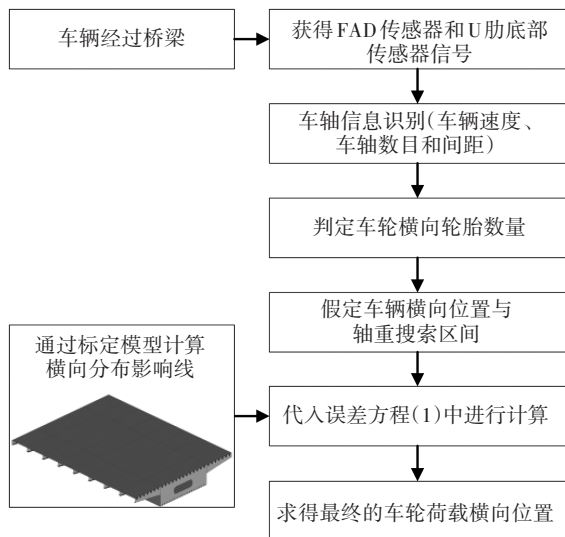 车辆经过桥梁
获得FAD传感器和U肋底部
传感器信号
车轴信息识别(车辆速度、
车轴数目和间距)
判定车轮横向轮胎数量
假定车辆横向位置与
轴重搜索区间
通过标定模型计算
横向分布影响线
代入误差方程(1)中进行计算
求得最终的车轮荷载横向位置